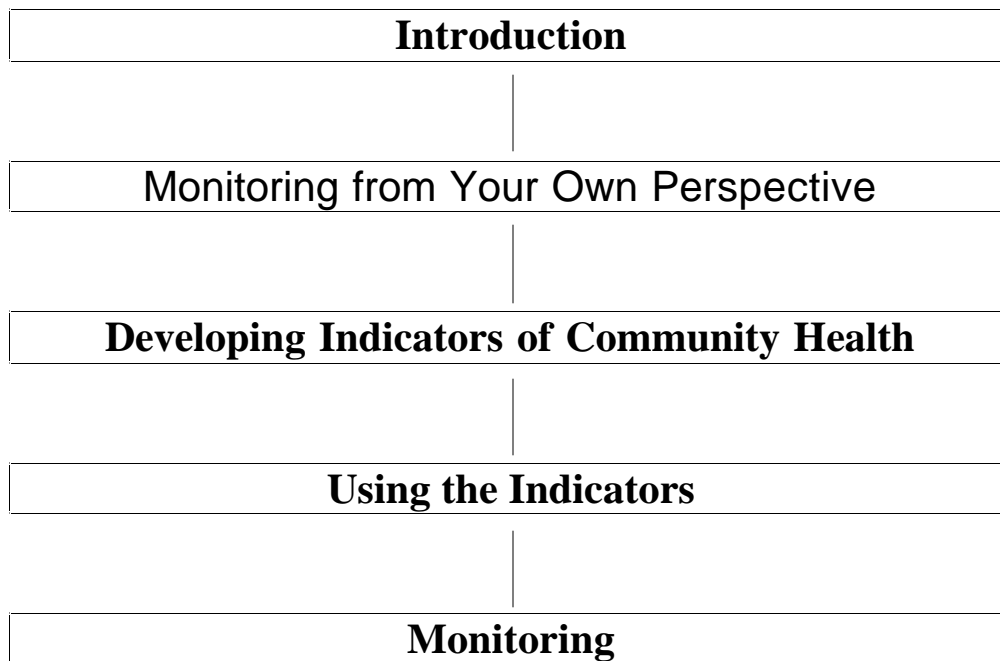 Introduction
Monitoring from Your Own Perspective
Developing Indicators of Community Health
Using the Indicators
Monitoring